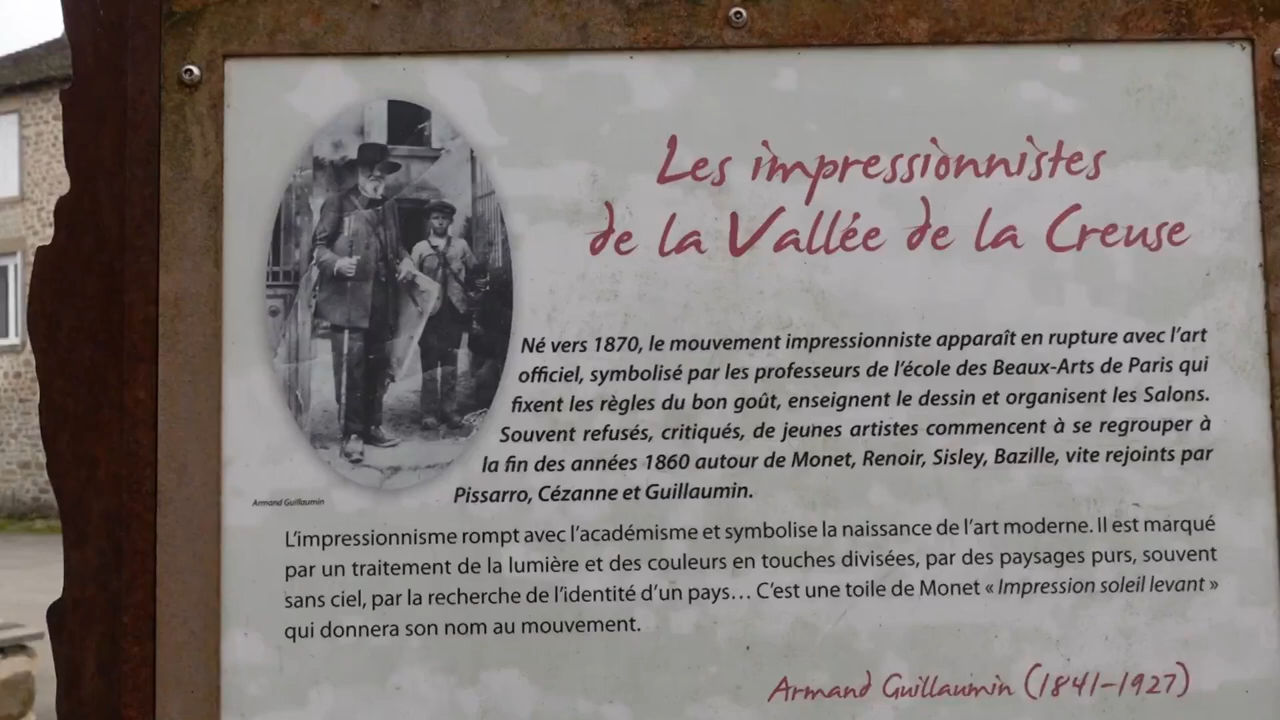 Les impressionnistes
de la Vallée de la Creuse
Né vers 1870, le mouvement impressionniste apparaît en rupture avec l'art
officiel, symbolisé par les professeurs de l'école des Beaux-Arts de Paris qui
fixent les règles du bon goût, enseignent le dessin et organisent les Salons.
Souvent refusés, critiqués, de jeunes artistes commencent à se regrouper à
la fin des années 1860 autour de Monet, Renoir, Sisley, Bazille, vite rejoints par
Pissarro, Cézanne et Guillaumin.
Armand Guillaumin
L'impressionnisme rompt avec l'académisme et symbolise la naissance de l'art moderne. Il est marqué
par un traitement de la lumière et des couleurs en touches divisées, par des paysages purs, souvent
sans ciel, par la recherche de l'identité d'un pays… C'est une toile de Monet « Impression soleil levant »
qui donnera son nom au mouvement.
Armand Guillaumin (1841-1927)